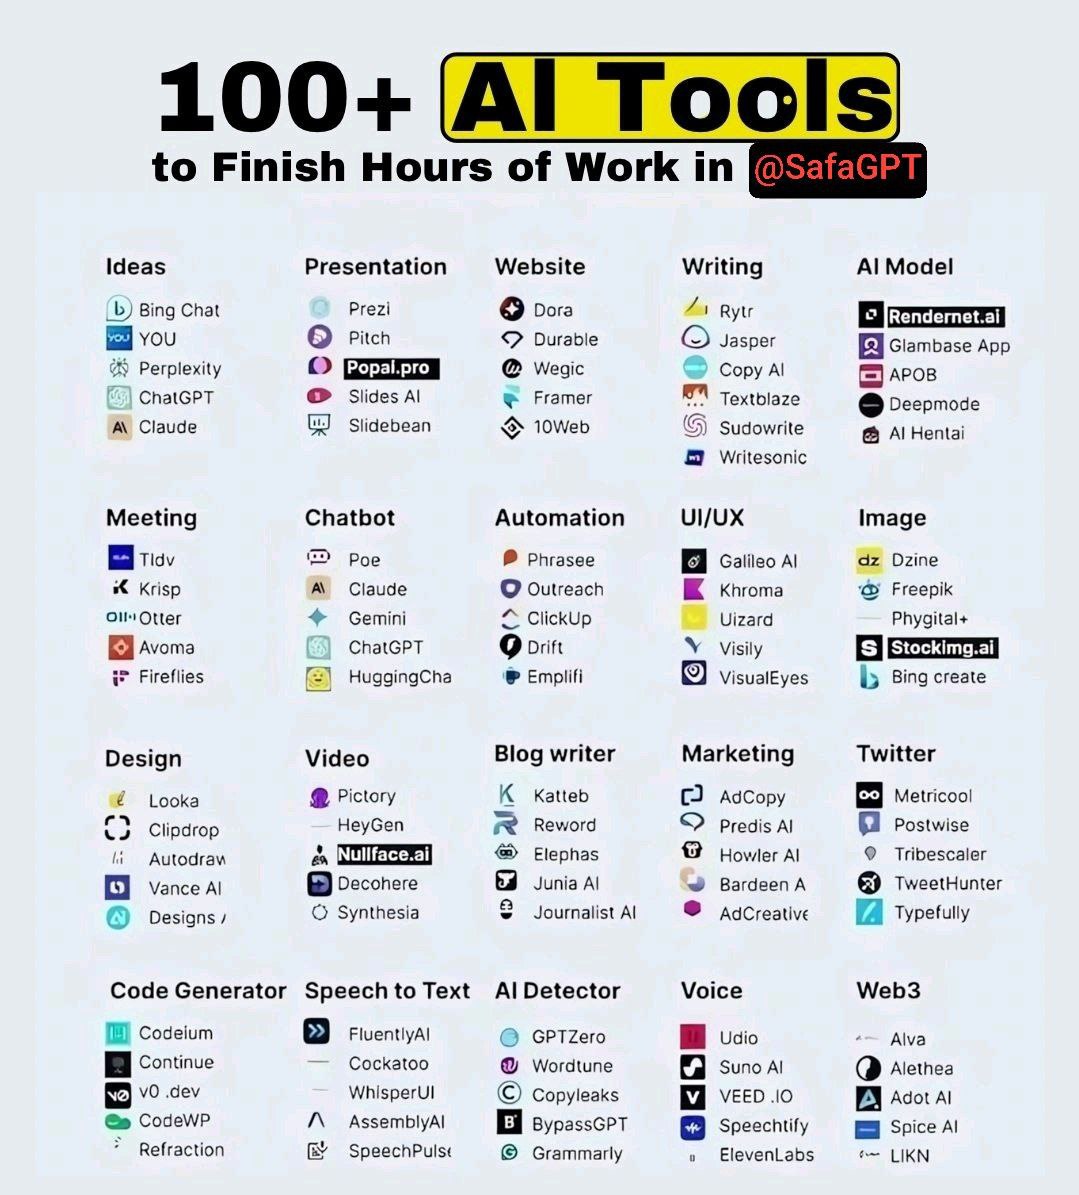 100+ AI Tools
to Finish Hours of Work in @SafaGPT
Ideas
Bing Chat
YOU
Perplexity
ChatGPT
Claude
Presentation
Prezi
Pitch
Popal.pro
Slides AI
Slidebean
Website
Dora
Durable
Wegic
Framer
10Web
Writing
Rytr
Jasper
Copy AI
Textblaze
Sudowrite
Writesonic
AI Model
Rendernet.ai
Glambase App
APOB
Deepmode
AI Hentai
Meeting
Tldv
Krisp
Otter
Avoma
Fireflies
Chatbot
Poe
Claude
Gemini
ChatGPT
HuggingCha
Automation
Phrasee
Outreach
ClickUp
Drift
Emplifi
UI/UX
Galileo AI
Khroma
Uizard
Visily
VisualEyes
Image
Dzine
Freepik
Phygital+
StockImg.ai
Bing create
Design
Looka
Clipdrop
Autodraw
Vance AI
Designs
Video
Pictory
HeyGen
Nullface.ai
Decohere
Synthesia
Blog writer
Katteb
Reword
Elephas
Junia AI
Journalist AI
Marketing
AdCopy
Predis AI
Howler AI
Bardeen A
AdCreative
Twitter
Metricool
Postwise
Tribescaler
TweetHunter
Typefully
Code Generator
Codeium
Continue
v0 .dev
CodeWP
Refraction
Speech to Text
FluentlyAI
Cockatoo
WhisperUI
AssemblyAI
SpeechPulse
AI Detector
GPTZero
Wordtune
Copyleaks
BypassGPT
Grammarly
Voice
Udio
Suno AI
VEED .IO
Speechtify
ElevenLabs
Web3
Alva
Alethea
Adot AI
Spice AI
LIKN